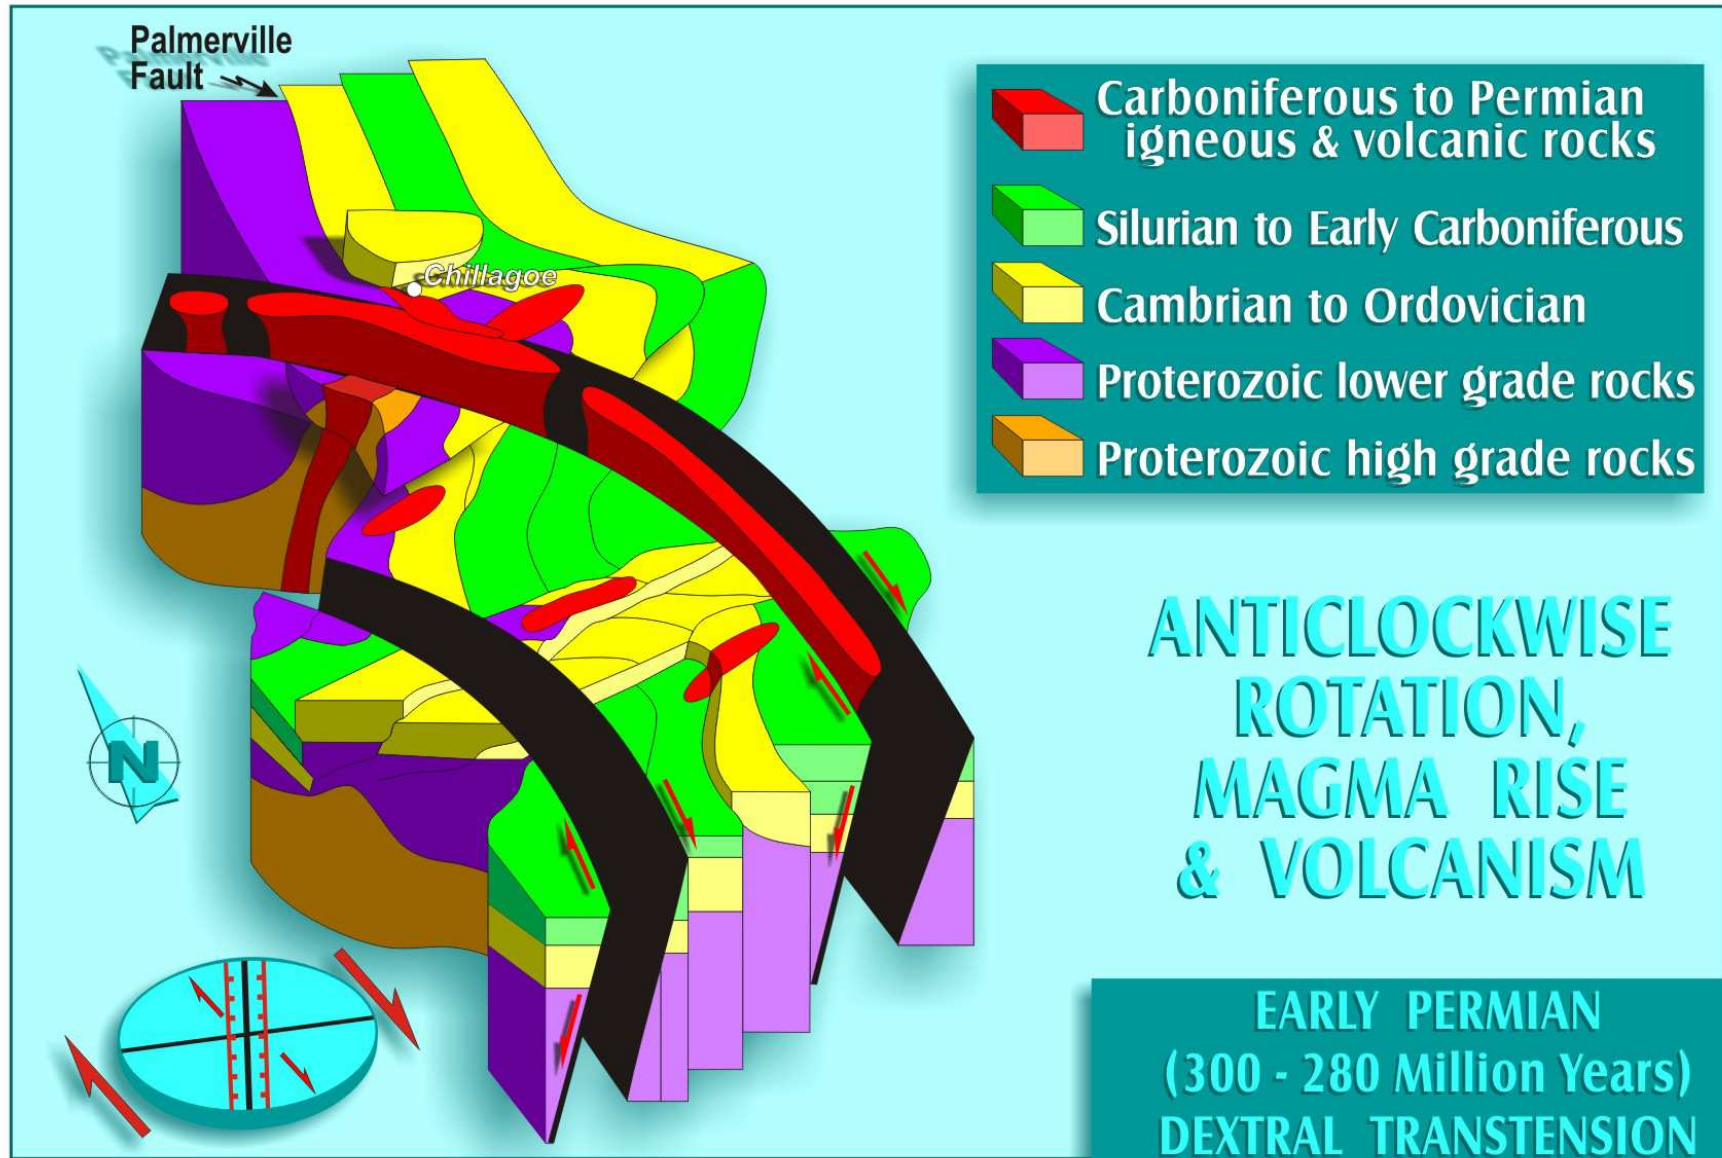 Palmerville
Fault
Chillagoe
Carboniferous to Permian
igneous & volcanic rocks
Silurian to Early Carboniferous
Cambrian to Ordovician
Proterozoic lower grade rocks
Proterozoic high grade rocks
N
ANTICLOCKWISE
ROTATION,
MAGMA RISE
& VOLCANISM
EARLY PERMIAN
(300 - 280 Million Years)
DEXTRAL TRANSTENSION